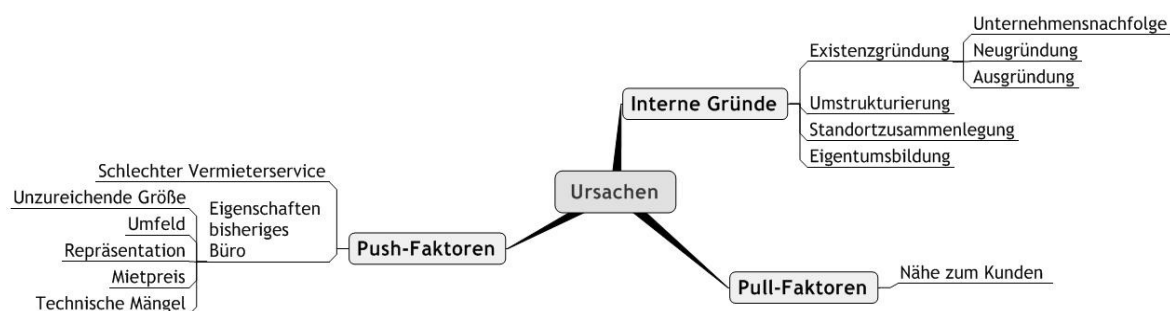 Unternehmensnachfolge
Existenzgründung
Neugründung
Ausgründung
Interne Gründe
Umstrukturierung
Standortzusammenlegung
Eigentumsbildung
Ursachen
Schlechter Vermieterservice
Unzureichende Größe
Umfeld
Repräsentation
Mietpreis
Technische Mängel
Eigenschaften
bisheriges
Büro
Push-Faktoren
Pull-Faktoren
Nähe zum Kunden